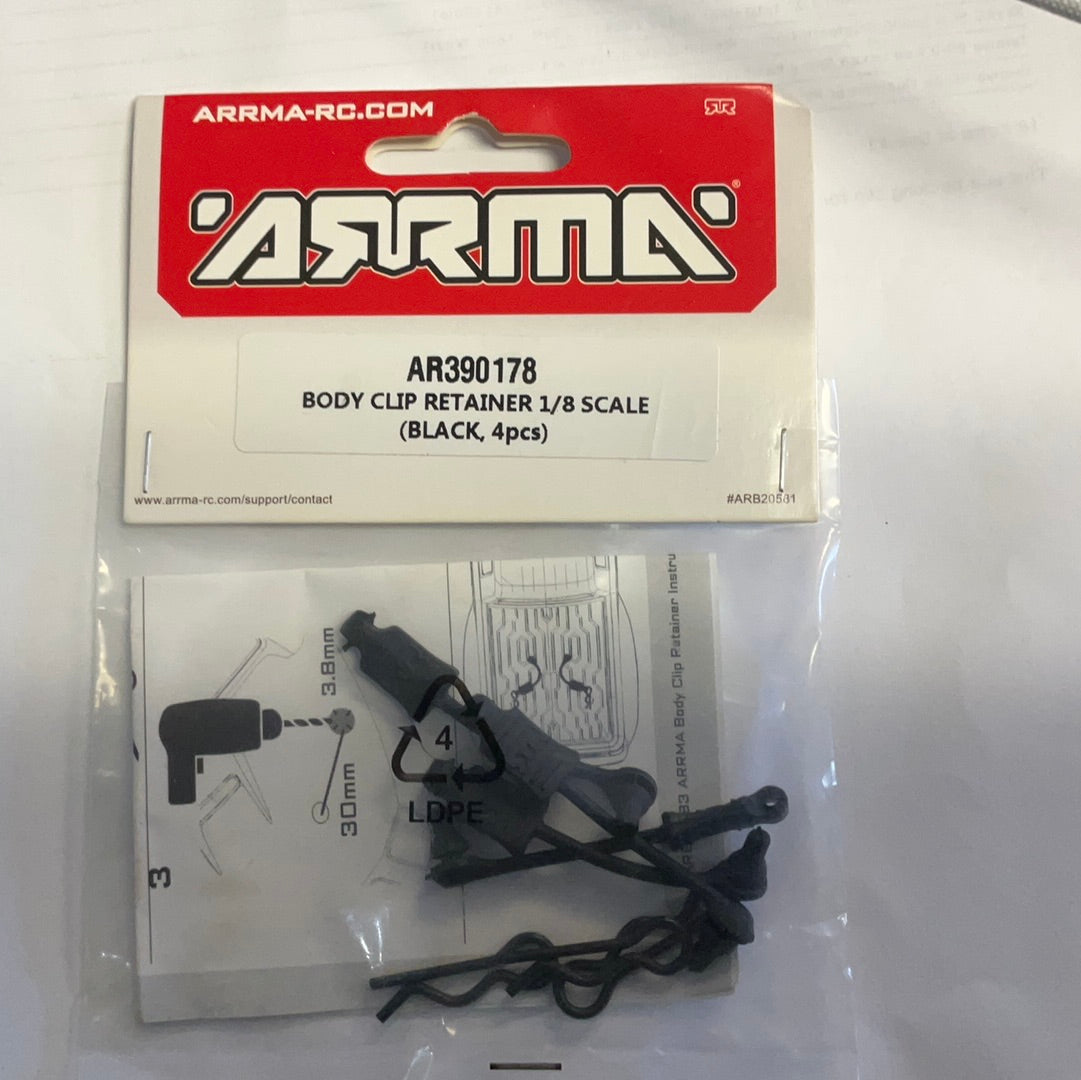 ARRMA-RC.COM
ARRMA®
AR390178
BODY CLIP RETAINER 1/8 SCALE
(BLACK, 4pcs)
www.arrma-rc.com/support/contact
#ARB20581
3.8mm
30mm
3
ARRMA Body Clip Retainer Instru
4
LDPE